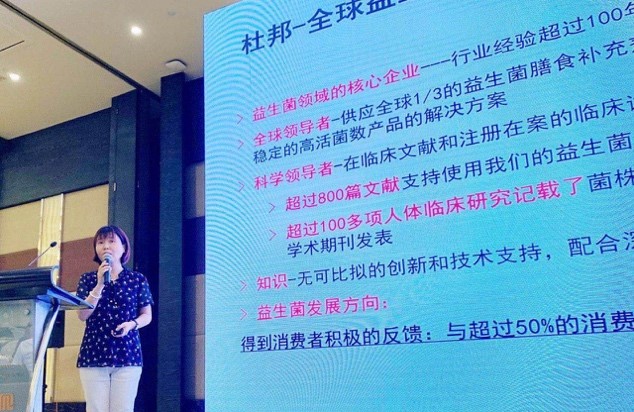 杜邦-全球益
益生菌领域的核心企业---行业经验超过100年
全球领导者-供应全球1/3的益生菌膳食补充
稳定的高活菌数产品的解决方案
科学领导者-在临床文献和注册在案的临床
超过800篇文献支持使用我们的益生菌
超过100多项人体临床研究记载了菌株
学术期刊发表
知识-无可比拟的创新和技术支持，配合
益生菌发展方向：
得到消费者积极的反馈：与超过50%的消费